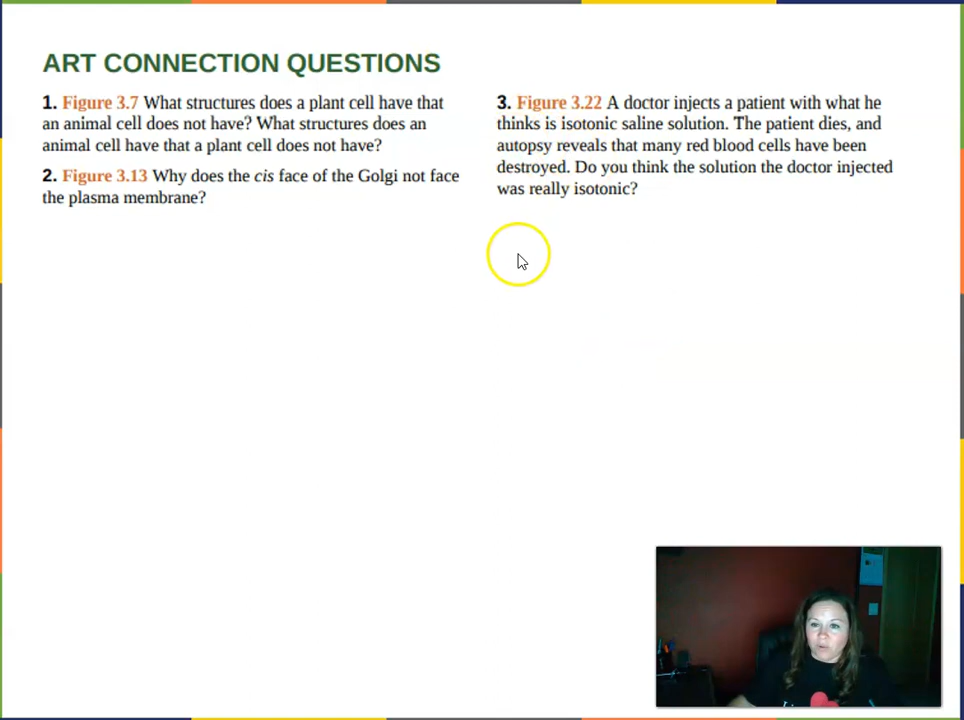 ART CONNECTION QUESTIONS
1. Figure 3.7 What structures does a plant cell have that
an animal cell does not have? What structures does an
animal cell have that a plant cell does not have?
2. Figure 3.13 Why does the cis face of the Golgi not face
the plasma membrane?
3. Figure 3.22 A doctor injects a patient with what he
thinks is isotonic saline solution. The patient dies, and
autopsy reveals that many red blood cells have been
destroyed. Do you think the solution the doctor injected
was really isotonic?